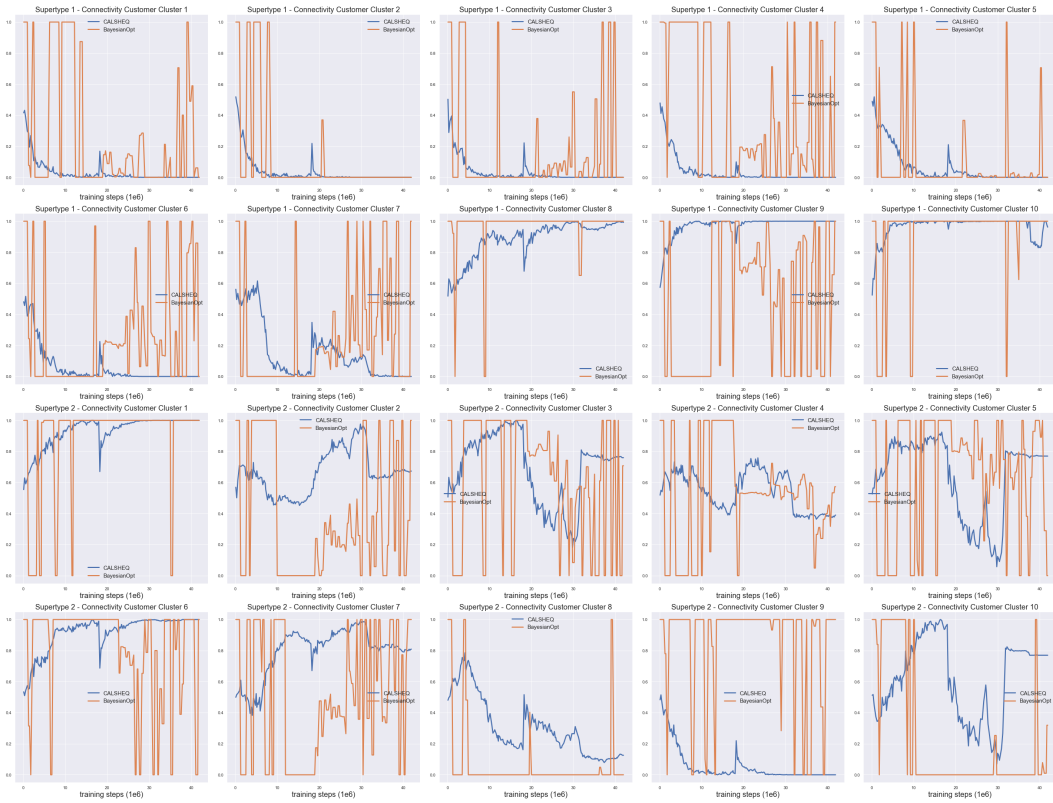 Supertype 1 - Connectivity Customer Cluster 1
Supertype 1 - Connectivity Customer Cluster 2
Supertype 1 - Connectivity Customer Cluster 3
Supertype 1 - Connectivity Customer Cluster 4
Supertype 1 - Connectivity Customer Cluster 5
CALSHEQ
BayesianOpt
CALSHEQ
BayesianOpt
CALSHEQ
BayesianOpt
CALSHEQ
BayesianOpt
CALSHEQ
BayesianOpt
training steps (1e6)
training steps (1e6)
training steps (1e6)
training steps (1e6)
training steps (1e6)
Supertype 1 - Connectivity Customer Cluster 6
Supertype 1 - Connectivity Customer Cluster 7
Supertype 1 - Connectivity Customer Cluster 8
Supertype 1 - Connectivity Customer Cluster 9
Supertype 1 - Connectivity Customer Cluster 10
CALSHEQ
BayesianOpt
CALSHEQ
BayesianOpt
CALSHEQ
BayesianOpt
CALSHEQ
BayesianOpt
CALSHEQ
BayesianOpt
training steps (1e6)
training steps (1e6)
training steps (1e6)
training steps (1e6)
training steps (1e6)
Supertype 2 - Connectivity Customer Cluster 1
Supertype 2 - Connectivity Customer Cluster 2
Supertype 2 - Connectivity Customer Cluster 3
Supertype 2 - Connectivity Customer Cluster 4
Supertype 2 - Connectivity Customer Cluster 5
CALSHEQ
BayesianOpt
CALSHEQ
BayesianOpt
CALSHEQ
BayesianOpt
CALSHEQ
BayesianOpt
CALSHEQ
BayesianOpt
training steps (1e6)
training steps (1e6)
training steps (1e6)
training steps (1e6)
training steps (1e6)
Supertype 2 - Connectivity Customer Cluster 6
Supertype 2 - Connectivity Customer Cluster 7
Supertype 2 - Connectivity Customer Cluster 8
Supertype 2 - Connectivity Customer Cluster 9
Supertype 2 - Connectivity Customer Cluster 10
CALSHEQ
BayesianOpt
CALSHEQ
BayesianOpt
CALSHEQ
BayesianOpt
CALSHEQ
BayesianOpt
CALSHEQ
BayesianOpt
training steps (1e6)
training steps (1e6)
training steps (1e6)
training steps (1e6)
training steps (1e6)